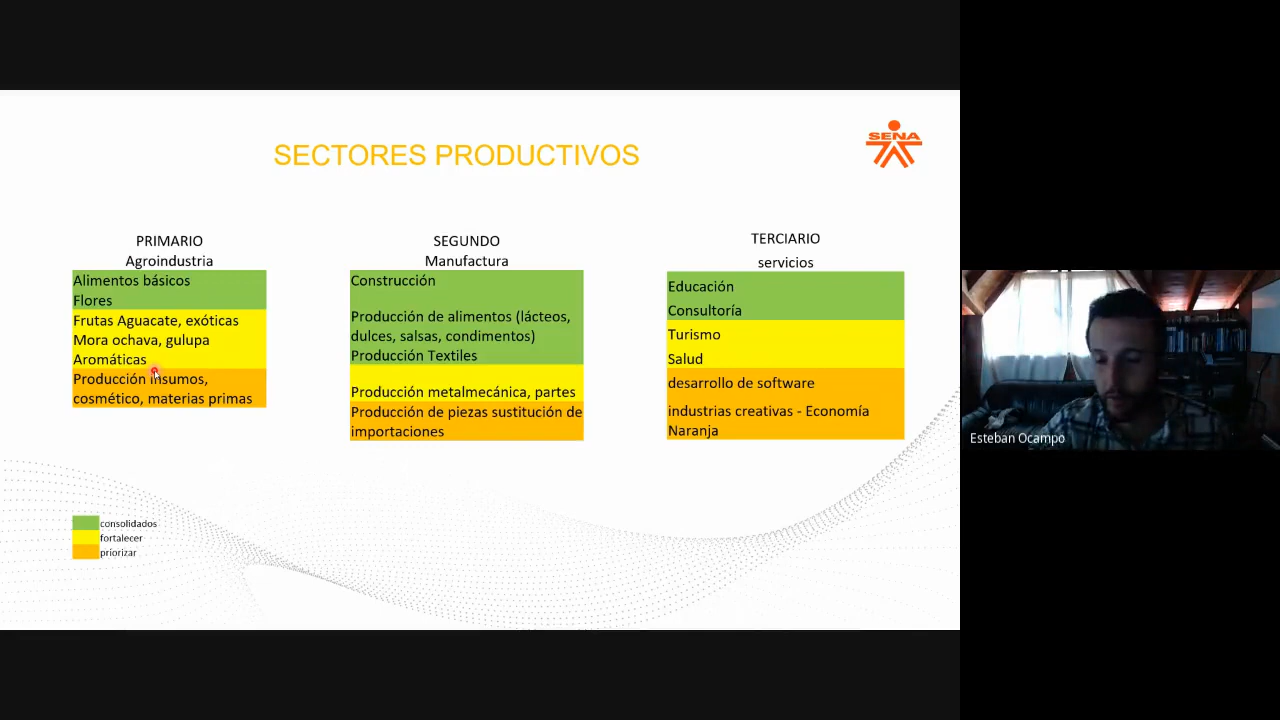 SECTORES PRODUCTIVOS
SENA
PRIMARIO
Agroindustria
Alimentos básicos
Flores
Frutas Aguacate, exóticas
Mora ochava, gulupa
Aromáticas
Producción insumos,
cosmético, materias primas
SEGUNDO
Manufactura
Construcción
Producción de alimentos (lácteos,
dulces, salsas, condimentos)
Producción Textiles
Producción metalmecánica, partes
Producción de piezas sustitución de
importaciones
TERCIARIO
servicios
Educación
Consultoría
Turismo
Salud
desarrollo de software
industrias creativas - Economía
Naranja
consolidados
fortalecer
priorizar
Esteban Ocampo